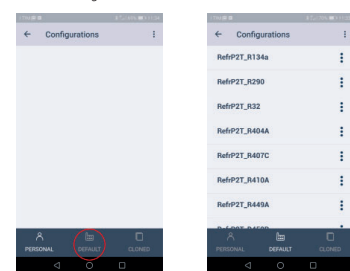 Configurations
PERSONAL
DEFAULT
CLONED
Configurations
RefrP2T_R134a
RefrP2T_R290
RefrP2T_R32
RefrP2T_R404A
RefrP2T_R407C
RefrP2T_R410A
RefrP2T_R449A
PERSONAL
DEFAULT
CLONED